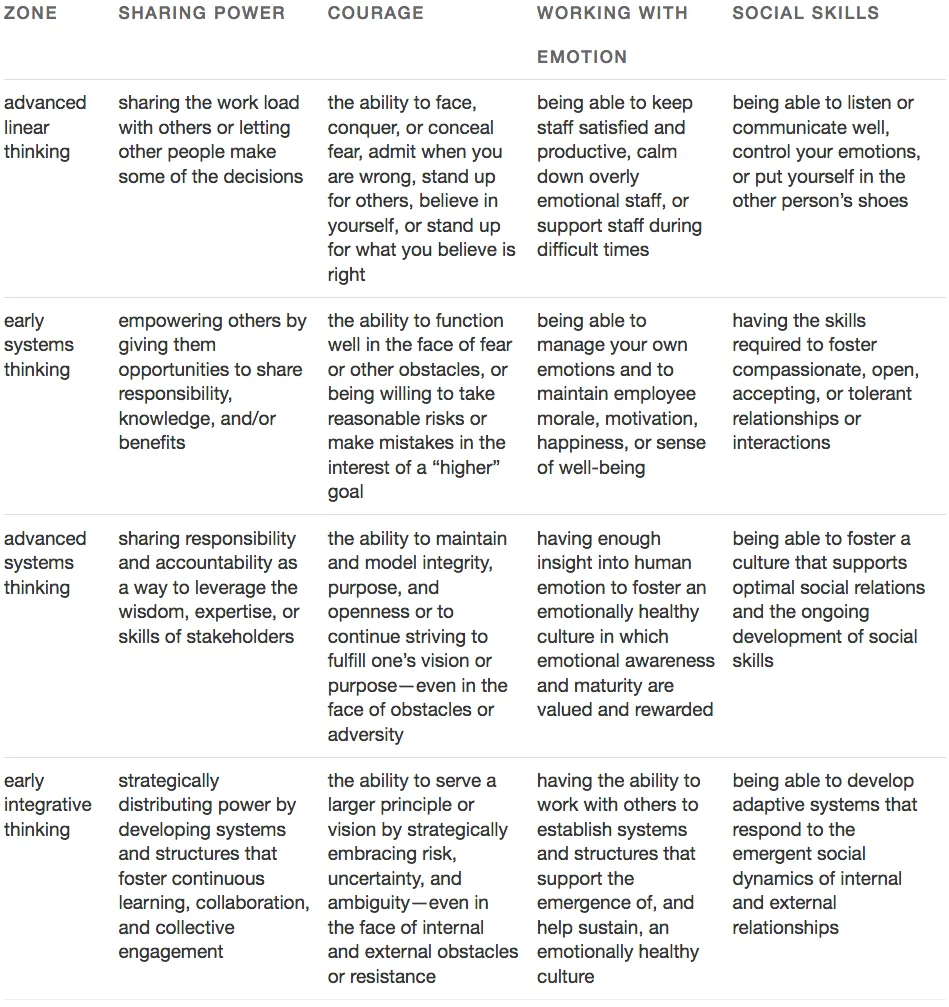 ZONE
SHARING POWER
COURAGE
WORKING WITH
EMOTION
SOCIAL SKILLS
advanced
linear
thinking
sharing the work load
with others or letting
other people make
some of the decisions
the ability to face,
conquer, or conceal
fear, admit when you
are wrong, stand up
for others, believe in
yourself, or stand up
for what you believe is
right
being able to keep
staff satisfied and
productive, calm
down overly
emotional staff, or
support staff during
difficult times
being able to listen or
communicate well,
control your emotions,
or put yourself in the
other person’s shoes
early
systems
thinking
empowering others by
giving them
opportunities to share
responsibility,
knowledge, and/or
benefits
the ability to function
well in the face of fear
or other obstacles, or
being willing to take
reasonable risks or
make mistakes in the
interest of a “higher”
goal
being able to
manage your own
emotions and to
maintain employee
morale, motivation,
happiness, or sense
of well-being
having the skills
required to foster
compassionate, open,
accepting, or tolerant
relationships or
interactions
advanced
systems
thinking
sharing responsibility
and accountability as
a way to leverage the
wisdom, expertise, or
skills of stakeholders
the ability to maintain
and model integrity,
purpose, and
openness or to
continue striving to
fulfill one’s vision or
purpose—even in the
face of obstacles or
adversity
having enough
insight into human
emotion to foster an
emotionally healthy
culture in which
emotional awareness
and maturity are
valued and rewarded
being able to foster a
culture that supports
optimal social relations
and the ongoing
development of social
skills
early
integrative
thinking
strategically
distributing power by
developing systems
and structures that
foster continuous
learning, collaboration,
and collective
engagement
the ability to serve a
larger principle or
vision by strategically
embracing risk,
uncertainty, and
ambiguity—even in
the face of internal
and external obstacles
or resistance
having the ability to
work with others to
establish systems
and structures that
support the
emergence of, and
help sustain, an
emotionally healthy
culture
being able to develop
adaptive systems that
respond to the
emergent social
dynamics of internal
and external
relationships